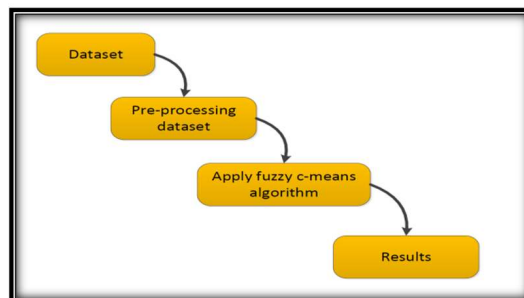 Dataset
Pre-processing
dataset
Apply fuzzy c-means
algorithm
Results